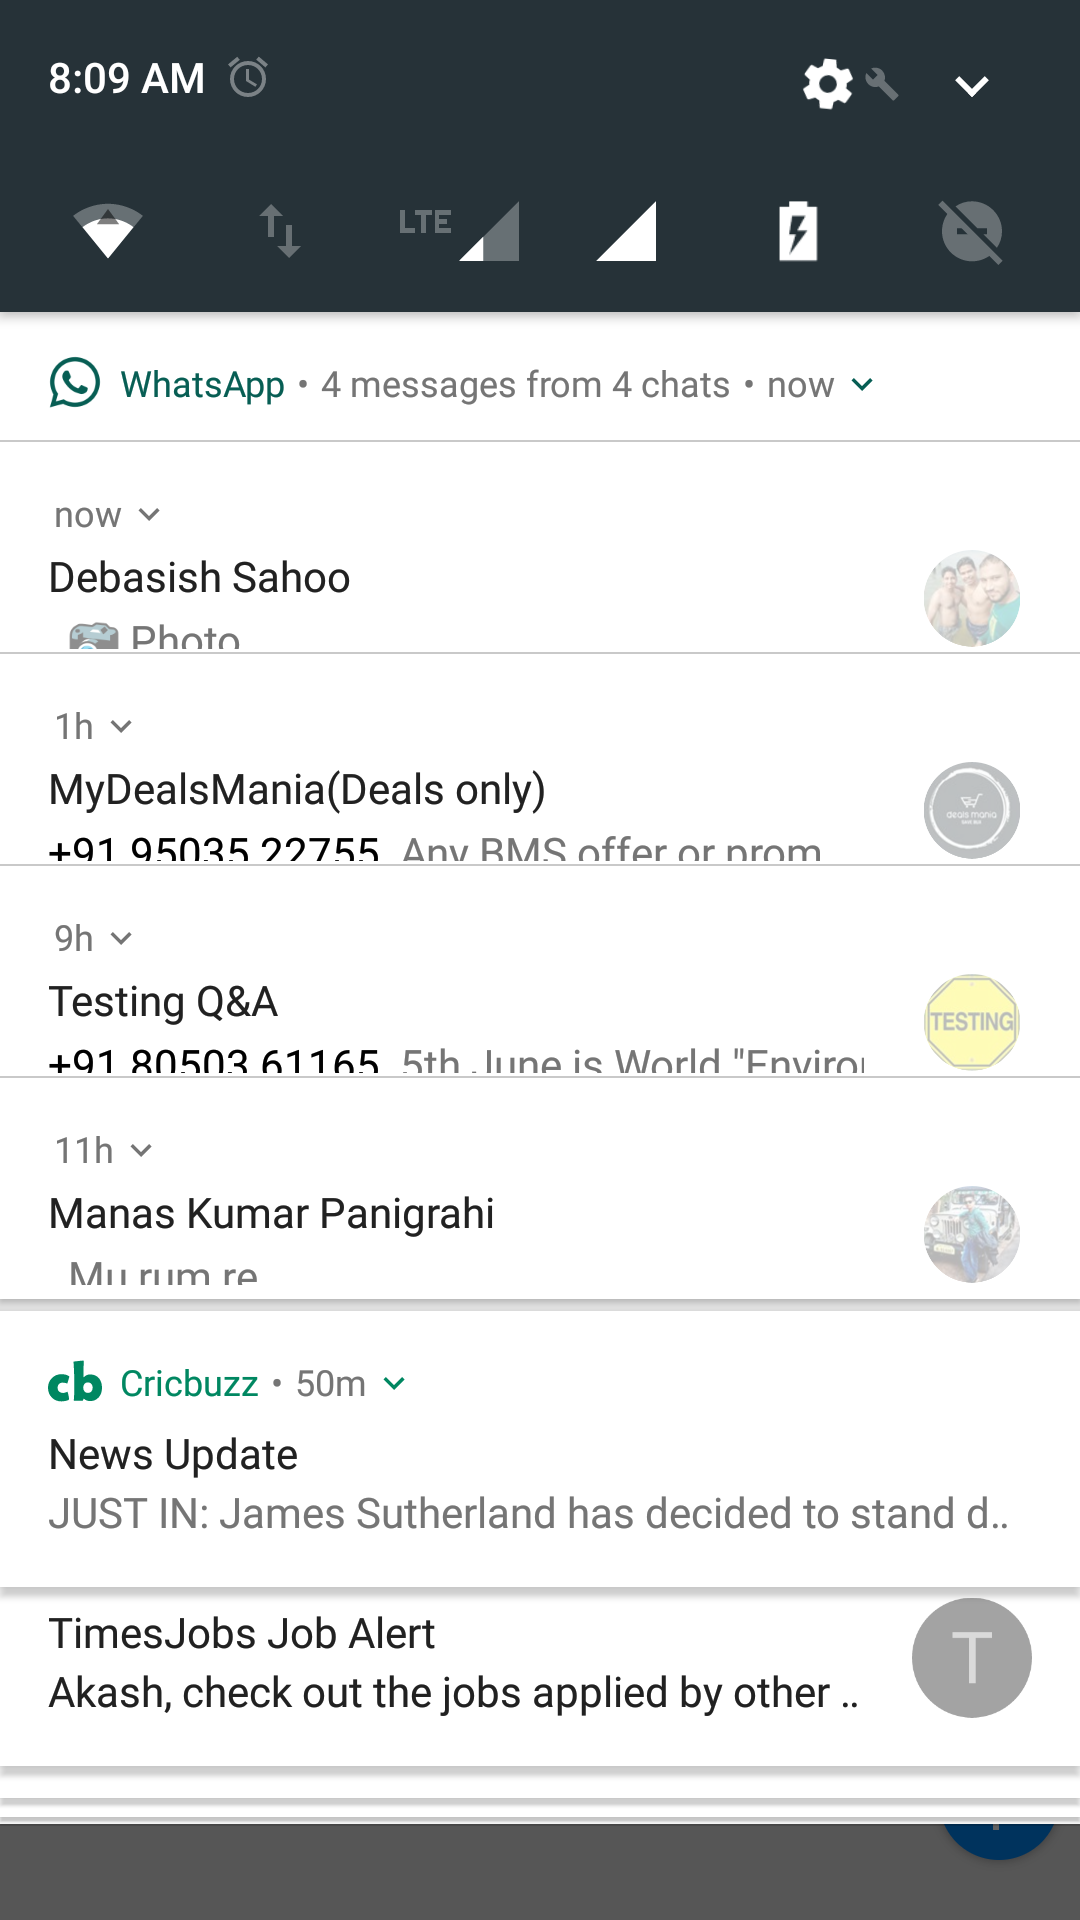 8:09 AM
LTE
WhatsApp • 4 messages from 4 chats • now
now
Debasish Sahoo
Photo
1h
MyDealsMania(Deals only)
deals mania
+91 95035 22755 Any BMS offer or prom
9h
Testing Q&A
TESTING
+91 80503 61165 5th June is World "Enviro
11h
Manas Kumar Panigrahi
Mu rum re
cb Cricbuzz • 50m
News Update
JUST IN: James Sutherland has decided to stand d..
TimesJobs Job Alert
T
Akash, check out the jobs applied by other ..